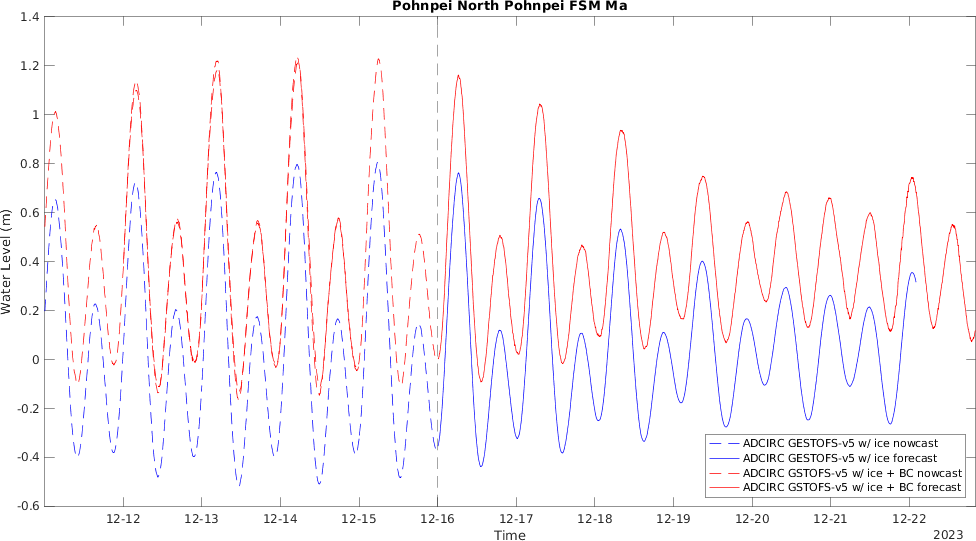 Pohnpei North Pohnpei FSM Ma
1.4
1.2
1
0.8
0.6
0.4
0.2
0
-0.2
-0.4
-0.6
Water Level (m)
ADCIRC GESTOFS-v5 w/ ice nowcast
ADCIRC GESTOFS-v5 w/ ice forecast
ADCIRC GSTOFS-v5 w/ ice + BC nowcast
ADCIRC GSTOFS-v5 w/ ice + BC forecast
12-12 12-13 12-14 12-15 12-16 12-17 12-18 12-19 12-20 12-21 12-22
Time
2023